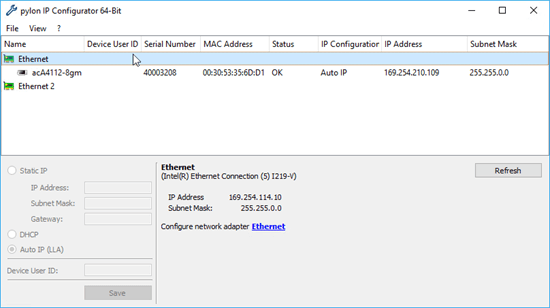 pylon IP Configurator 64-Bit
File View ?
Name Device User ID Serial Number MAC Address Status IP Configuration IP Address Subnet Mask
Ethernet
acA4112-8gm 40003208 00:30:53:35:6D:D1 OK Auto IP 169.254.210.109 255.255.0.0
Ethernet 2
Static IP
IP Address:
Subnet Mask:
Gateway:
DHCP
Auto IP (LLA)
Device User ID:
Save
Ethernet
(Intel(R) Ethernet Connection (5) I219-V)
IP Address 169.254.114.10
Subnet Mask: 255.255.0.0
Configure network adapter Ethernet
Refresh